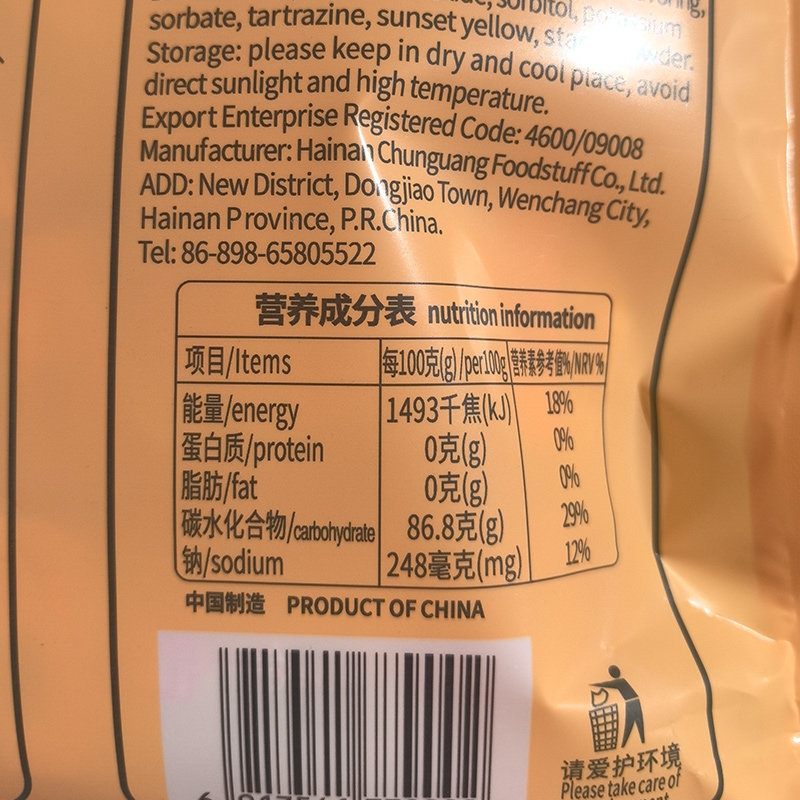 sorbitol, potassium
sorbate, tartrazine, sunset yellow,
Storage: please keep in dry and cool place, avoid
direct sunlight and high temperature.
Export Enterprise Registered Code: 4600/09008
Manufacturer: Hainan Chunguang Foodstuff Co., Ltd.
ADD: New District, Dongjiao Town, Wenchang City,
Hainan Province, P.R.China.
Tel: 86-898-65805522
营养成分表 nutrition information
项目/Items 每100克(g)/per100g 营养素参考值%/NRV%
能量/energy 1493千焦(kJ) 18%
蛋白质/protein 0克(g) 0%
脂肪/fat 0克(g) 0%
碳水化合物/carbohydrate 86.8克(g) 29%
钠/sodium 248毫克(mg) 12%
中国制造 PRODUCT OF CHINA
请爱护环境
Please take care of